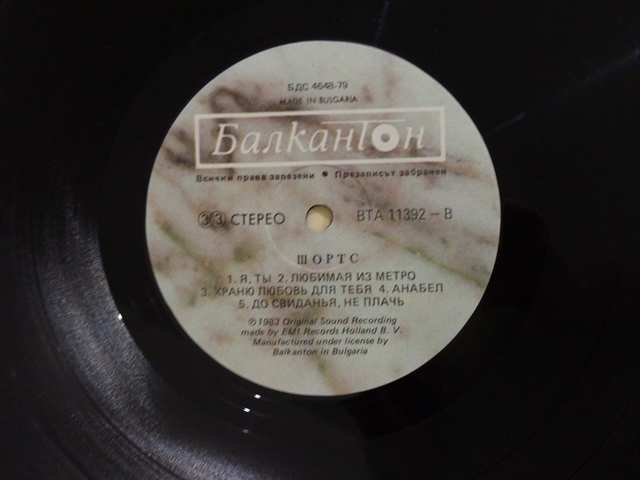 БДС 4648-79
MADE IN BULGARIA
Балкантон
Всички права запазени ● Презаписът забранен
33 СТЕРЕО ВТА 11392 – В
ШОРТС
1. Я, ТЫ 2. ЛЮБИМАЯ ИЗ МЕТРО
3. ХРАНЮ ЛЮБОВЬ ДЛЯ ТЕБЯ 4. АНАБЕЛ
5. ДО СВИДАНЬЯ, НЕ ПЛАЧЬ
℗ 1983 Original Sound Recording
made by EMI Records Holland B. V.
Manufactured under license by
Balkanton in Bulgaria